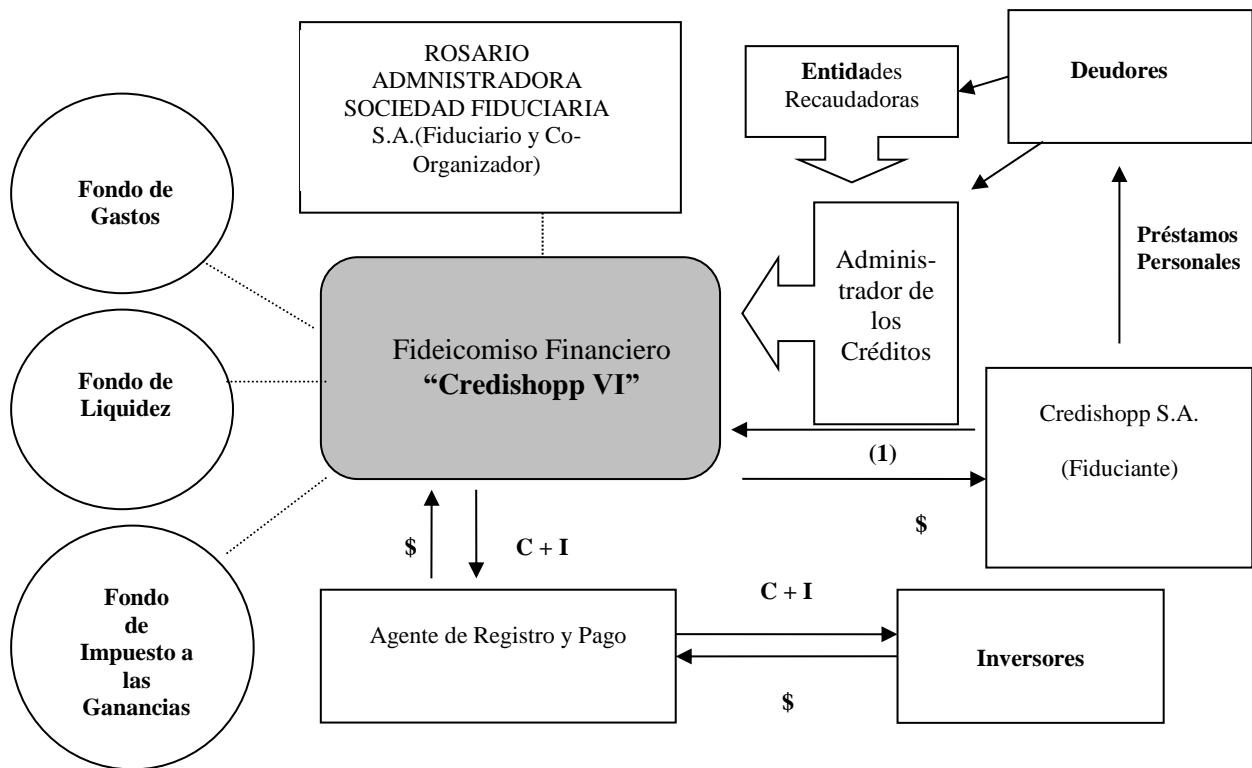 ROSARIO
ADMNISTRADORA
SOCIEDAD FIDUCIARIA
S.A.(Fiduciario y Co-
Organizador)
Entidades
Recaudadoras
Deudores
Fondo de
Gastos
Préstamos
Personales
Adminis-
trador de
los
Créditos
Fideicomiso Financiero
“Credishopp VI”
Fondo de
Liquidez
Credishopp S.A.
(Fiduciante)
(1)
$
$
C + I
Fondo
de
Impuesto a
las
Ganancias
Agente de Registro y Pago
C + I
$
Inversores